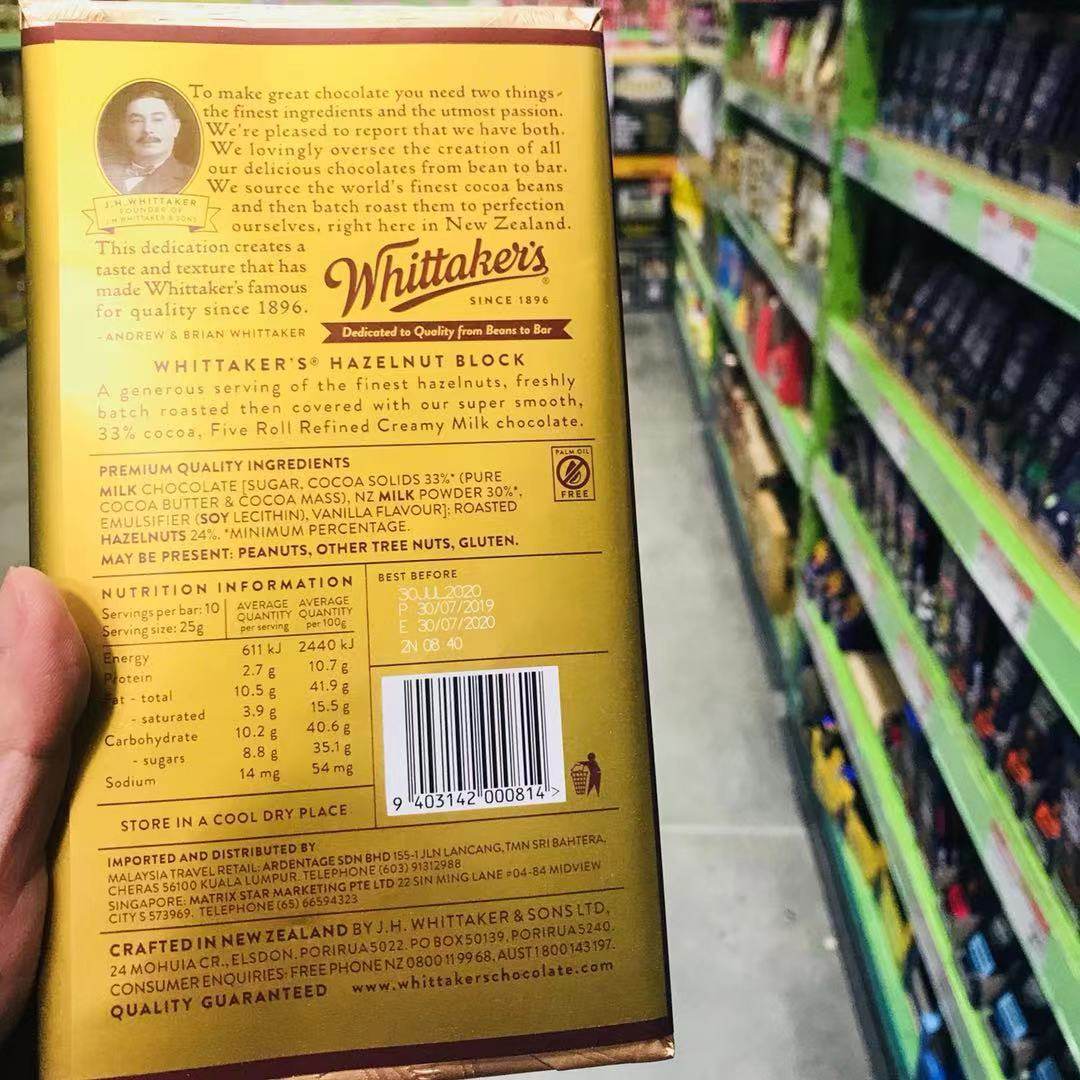 To make great chocolate you need two things-
the finest ingredients and the utmost passion.
We're pleased to report that we have both.
We lovingly oversee the creation of all
our delicious chocolates from bean to bar.
We source the world's finest cocoa beans
and then batch roast them to perfection
ourselves, right here in New Zealand.
J.H. WHITTAKER
FOUNDER OF
J.H. WHITTAKER & SONS
This dedication creates a
taste and texture that has
made Whittaker's famous
for quality since 1896.
- ANDREW & BRIAN WHITTAKER
Whittaker's®
SINCE 1896
Dedicated to Quality from Beans to Bar
WHITTAKER'S® HAZELNUT BLOCK
A generous serving of the finest hazelnuts, freshly
batch roasted then covered with our super smooth,
33% cocoa, Five Roll Refined Creamy Milk chocolate.
PREMIUM QUALITY INGREDIENTS
MILK CHOCOLATE [SUGAR, COCOA SOLIDS 33%* (PURE
COCOA BUTTER & COCOA MASS), NZ MILK POWDER 30%*,
EMULSIFIER (SOY LECITHIN), VANILLA FLAVOUR]; ROASTED
HAZELNUTS 24%. *MINIMUM PERCENTAGE.
MAY BE PRESENT: PEANUTS, OTHER TREE NUTS, GLUTEN.
PALM OIL
FREE
NUTRITION INFORMATION
Servings per bar: 10
Serving size: 25g
AVERAGE QUANTITY per serving
AVERAGE QUANTITY per 100g
Energy 611 kJ 2440 kJ
Protein 2.7 g 10.7 g
Fat - total 10.5 g 41.9 g
- saturated 3.9 g 15.5 g
Carbohydrate 10.2 g 40.6 g
- sugars 8.8 g 35.1 g
Sodium 14 mg 54 mg
BEST BEFORE
30JUL2020
P 30/07/2019
E 30/07/2020
2N 08:40
9 403142 000814 >
STORE IN A COOL DRY PLACE
IMPORTED AND DISTRIBUTED BY
MALAYSIA TRAVEL RETAIL: ARDENTAGE SDN BHD 155-1 JLN LANCANG, TMN SRI BAHTERA,
CHERAS 56100 KUALA LUMPUR. TELEPHONE (603) 91312988
SINGAPORE: MATRIX STAR MARKETING PTE LTD 22 SIN MING LANE #04-84 MIDVIEW
CITY S 573969. TELEPHONE (65) 66594323
CRAFTED IN NEW ZEALAND BY J.H. WHITTAKER & SONS LTD,
24 MOHUIA CR., ELSDON, PORIRUA 5022. PO BOX 50139, PORIRUA 5240.
CONSUMER ENQUIRIES: FREE PHONE NZ 0800 11 99 68, AUST 1 800 143 197.
QUALITY GUARANTEED www.whittakerschocolate.com